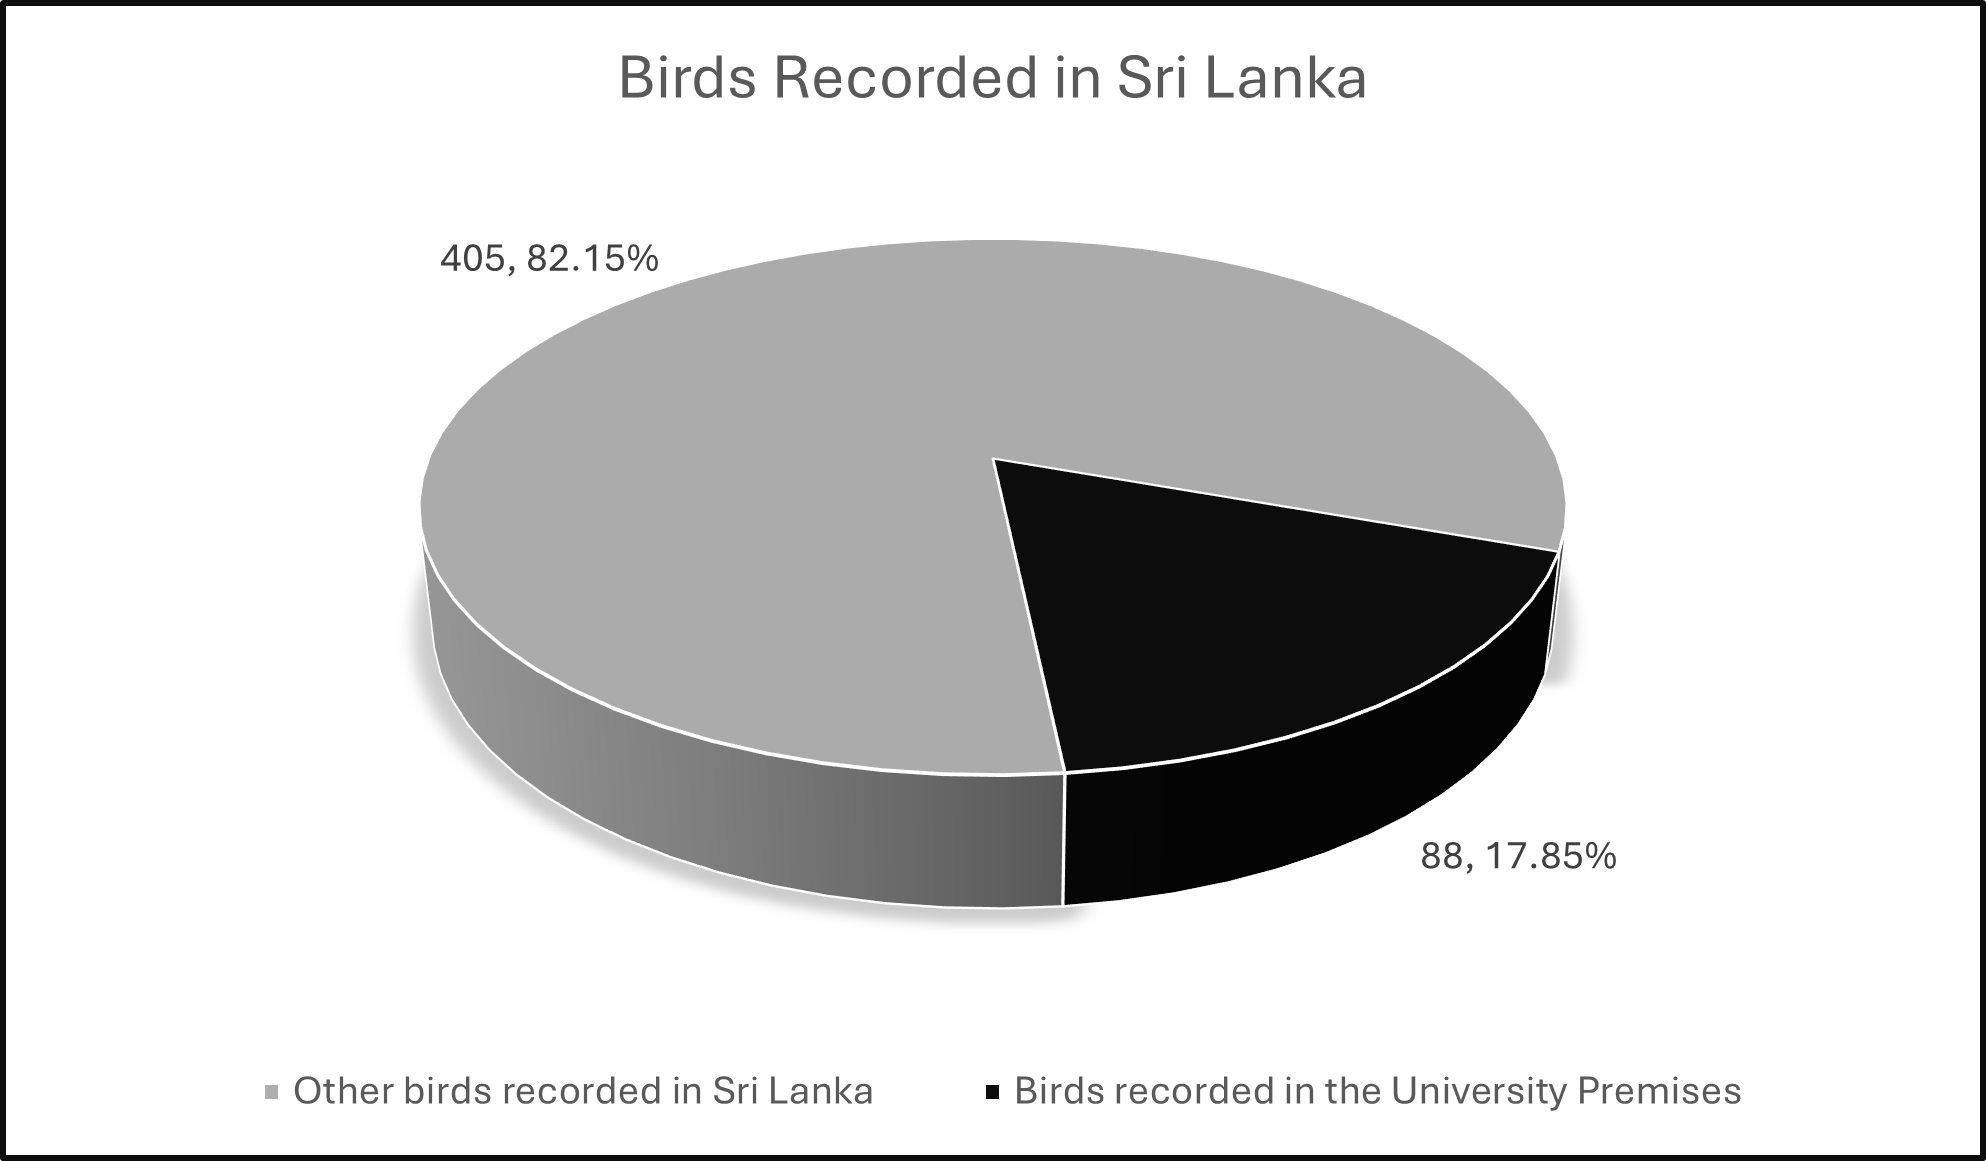 Birds Recorded in Sri Lanka
405, 82.15%
88, 17.85%
Other birds recorded in Sri Lanka
Birds recorded in the University Premises